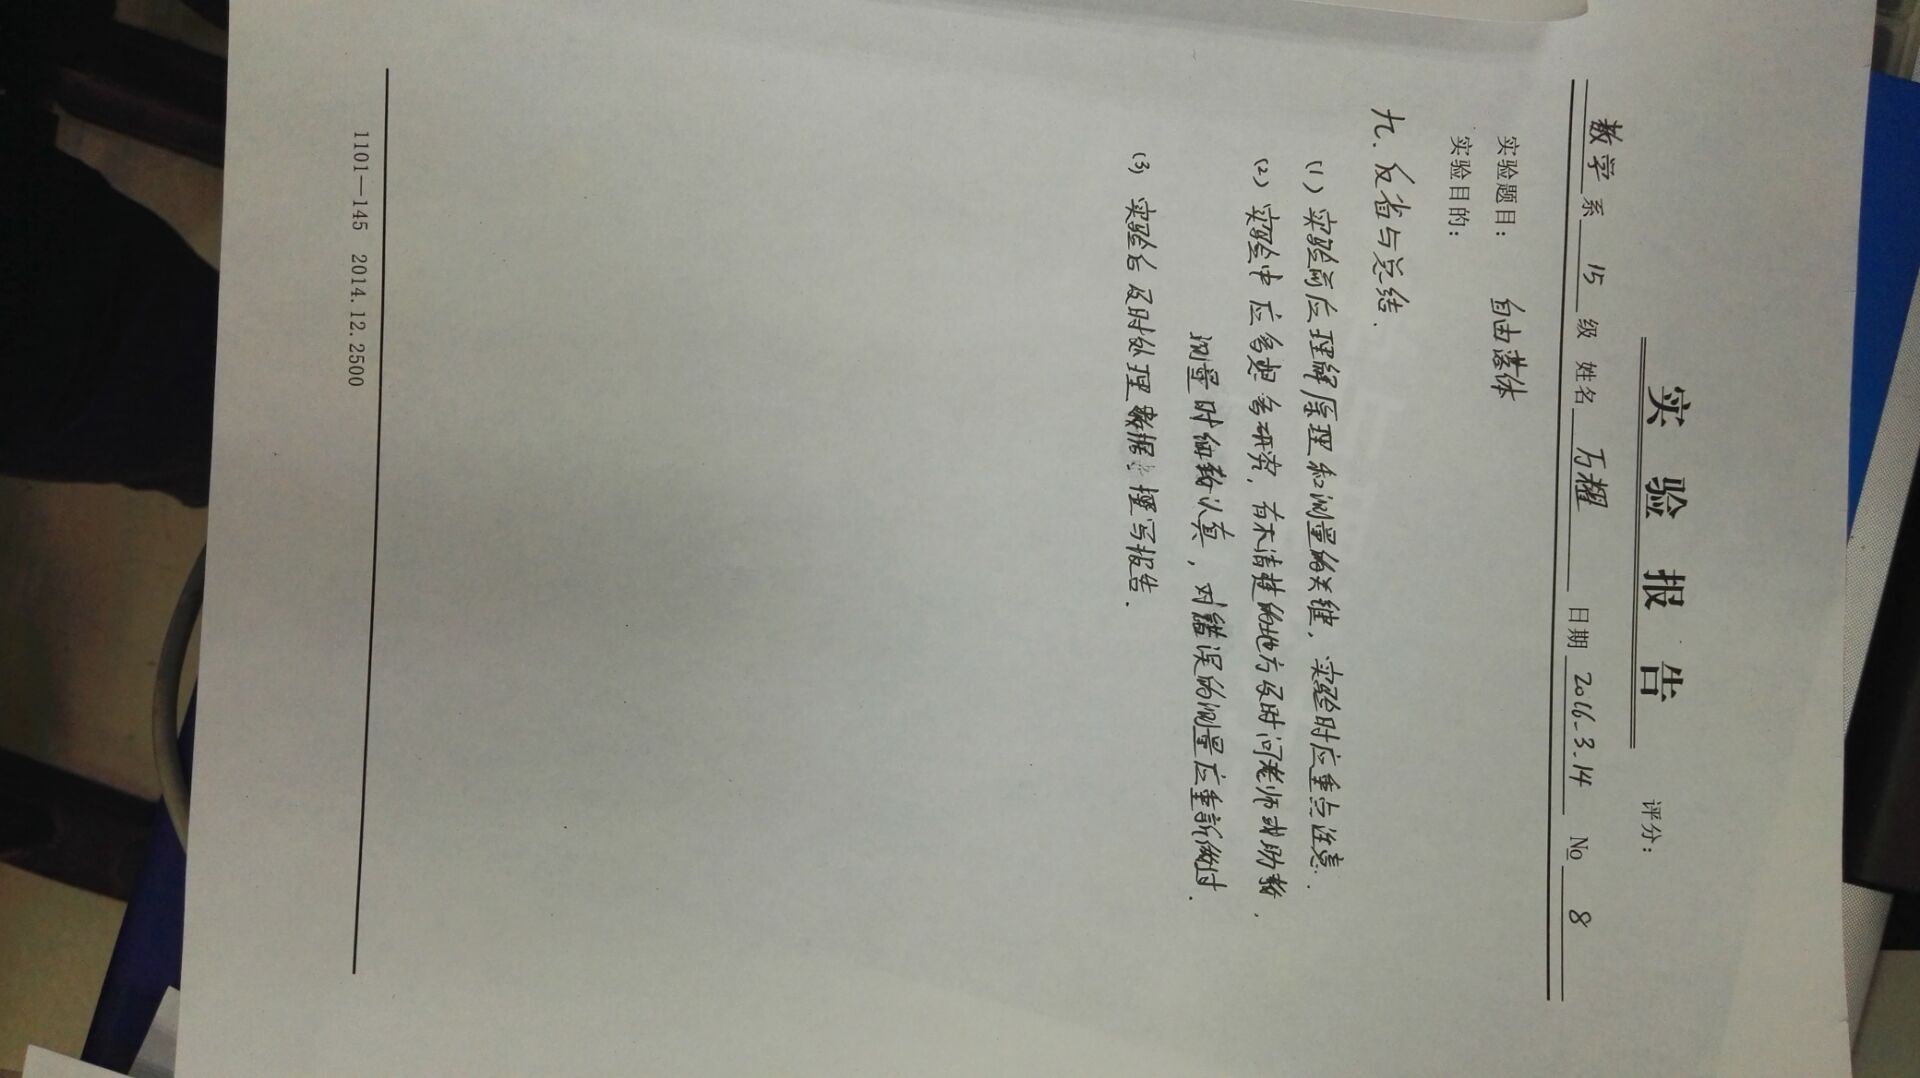 实验报告
评分:
数学系 15 级 姓名 万耀 日期 2016.3.14 No 8
实验题目: 自由落体
实验目的:
九、反省与总结.
(1) 实验前应理解原理和测量的关键,实验时应重点注意.
(2) 实验中应多想多研究,有不清楚的地方及时问老师或助教.
测量时细致认真,对错误的测量应重新做过.
(3) 实验后及时处理数据,撰写报告.
1101—145 2014.12.2500